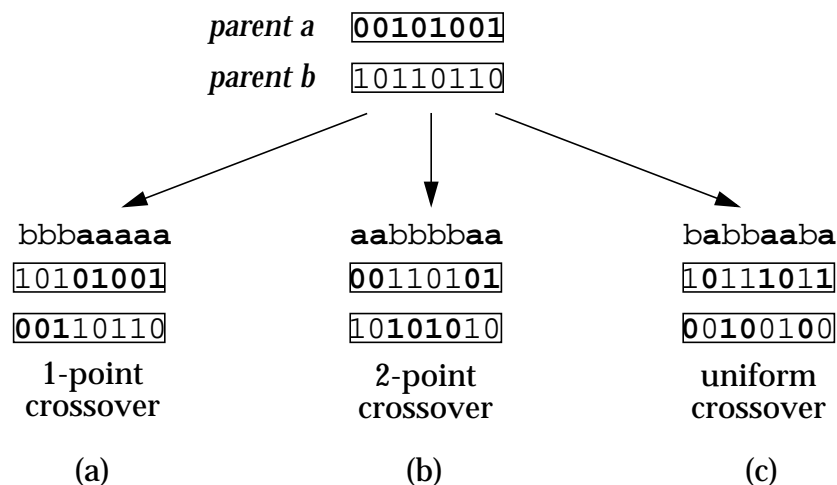 parent a 00101001
parent b 10110110
bbbaaaaa aabbbbaa babbaaba
10101001 00110101 10111011
00110110 10101010 00100100
1-point 2-point uniform
crossover crossover crossover
(a) (b) (c)